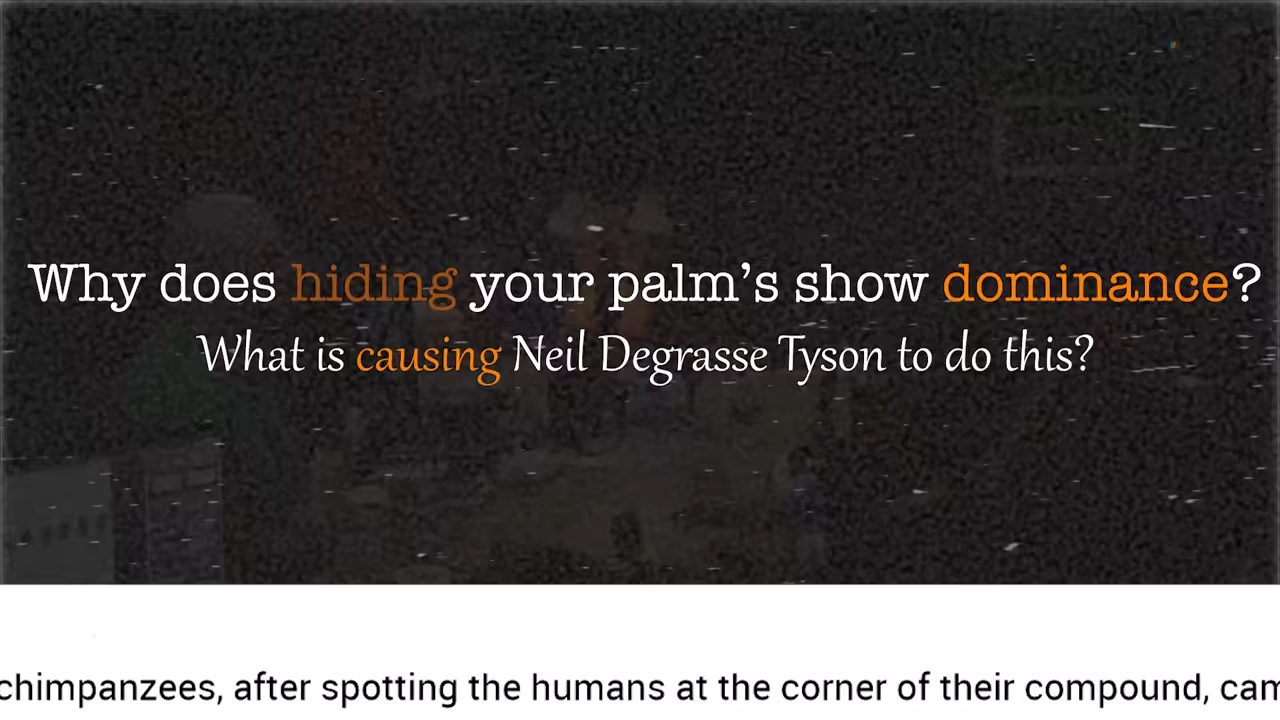 Why does hiding your palm’s show dominance?
What is causing Neil Degrasse Tyson to do this?
chimpanzees, after spotting the humans at the corner of their compound,